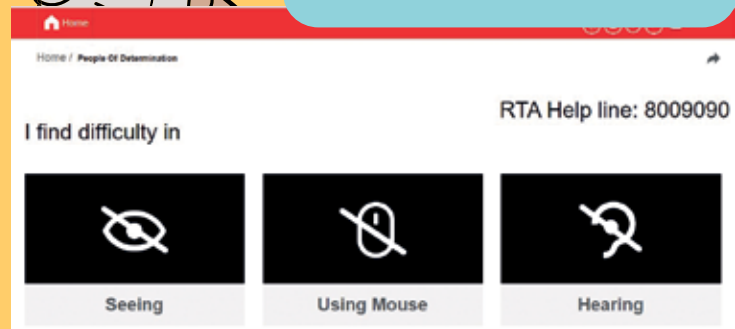 Home
Home / People Of Determination
RTA Help line: 8009090
I find difficulty in
Seeing
Using Mouse
Hearing